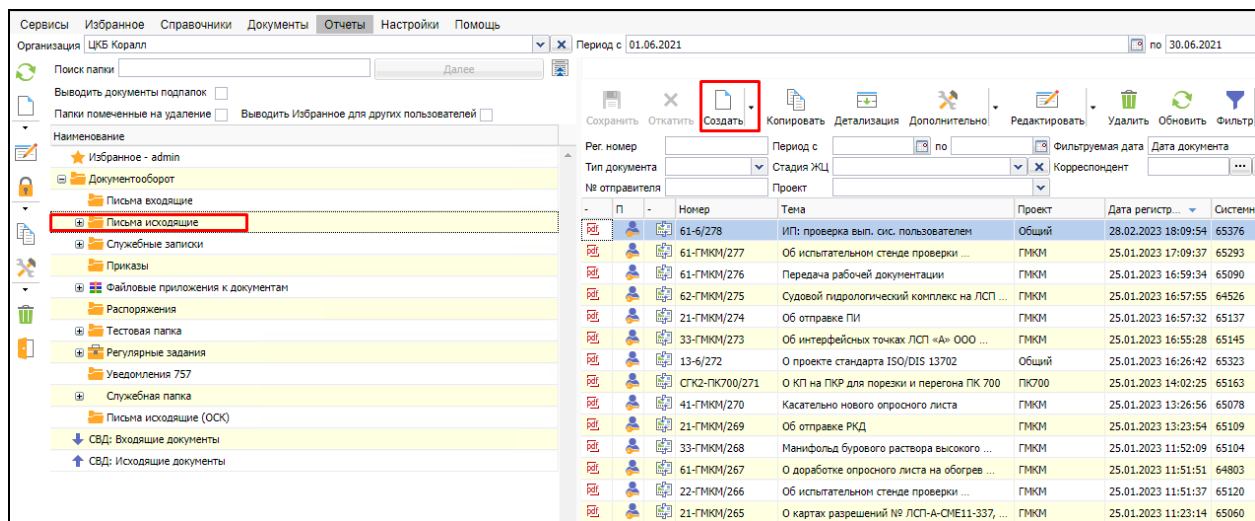 Сервисы Избранное Справочники Документы Отчеты Настройки Помощь
Организация ЦКБ Коралл Период с 01.06.2021 по 30.06.2021
Поиск папки Далее
Выводить документы подпапок
Папки помеченные на удаление Выводить Избранное для других пользователей
Наименование
Избранное - admin
Документооборот
Письма входящие
Письма исходящие
Служебные записки
Приказы
Файловые приложения к документам
Распоряжения
Тестовая папка
Регулярные задания
Уведомления 757
Служебная папка
Письма исходящие (ОСК)
СВД: Входящие документы
СВД: Исходящие документы
Сохранить Откатить Создать Копировать Детализация Дополнительно Редактировать Удалить Обновить Фильтр
Рег. номер Период с по Фильтруемая дата Дата документа
Тип документа Стадия ЖЦ Корреспондент ...
№ отправителя Проект
- П - Номер Тема Проект Дата регистр... Системн
pdf 61-6/278 ИП: проверка вып. сис. пользователем Общий 28.02.2023 18:09:54 65376
pdf 61-ГМКМ/277 Об испытательном стенде проверки ... ГМКМ 25.01.2023 17:09:37 65293
pdf 61-ГМКМ/276 Передача рабочей документации ГМКМ 25.01.2023 16:59:34 65090
pdf 62-ГМКМ/275 Судовой гидрологический комплекс на ЛСП ... ГМКМ 25.01.2023 16:57:55 64526
pdf 21-ГМКМ/274 Об отправке ПИ ГМКМ 25.01.2023 16:57:32 65137
pdf 33-ГМКМ/273 Об интерфейсных точках ЛСП «А» ООО ... ГМКМ 25.01.2023 16:55:28 65145
pdf 13-6/272 О проекте стандарта ISO/DIS 13702 Общий 25.01.2023 16:26:42 65323
pdf СГК2-ПК700/271 О КП на ПКР для порезки и перегона ПК 700 ПК700 25.01.2023 14:02:25 65163
pdf 41-ГМКМ/270 Касательно нового опросного листа ГМКМ 25.01.2023 13:26:56 65078
pdf 21-ГМКМ/269 Об отправке РКД ГМКМ 25.01.2023 13:23:54 65109
pdf 33-ГМКМ/268 Манифольд бурового раствора высокого ... ГМКМ 25.01.2023 11:52:09 65104
pdf 61-ГМКМ/267 О доработке опросного листа на обогрев ... ГМКМ 25.01.2023 11:51:51 64803
pdf 22-ГМКМ/266 Об испытательном стенде проверки ... ГМКМ 25.01.2023 11:51:37 65120
pdf 21-ГМКМ/265 О картах разрешений № ЛСП-А-СМЕ11-337, ... ГМКМ 25.01.2023 11:23:14 65060